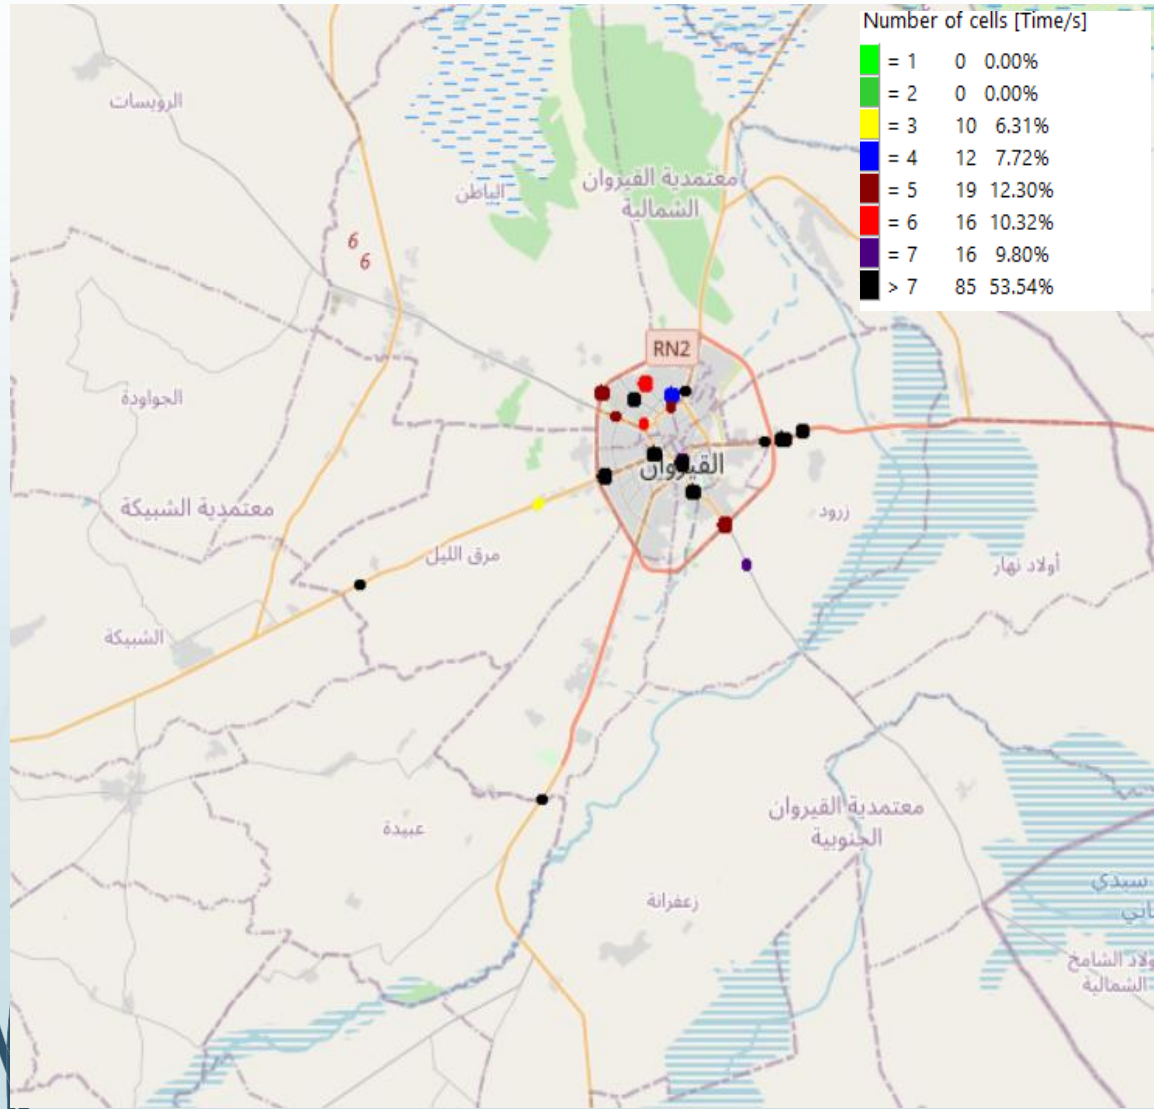 Number of cells [Time/s]
= 1 0 0.00%
= 2 0 0.00%
= 3 10 6.31%
= 4 12 7.72%
= 5 19 12.30%
= 6 16 10.32%
= 7 16 9.80%
> 7 85 53.54%
الرويسات
الباطن
معتمدية القيروان
الشمالية
6
6
RN2
الجواودة
القيروان
معتمدية الشبيكة
زرود
مرق الليل
أولاد نهار
الشبيكة
معتمدية القيروان
الجنوبية
عبيدة
زعفرانة
سيدي
الشمالية